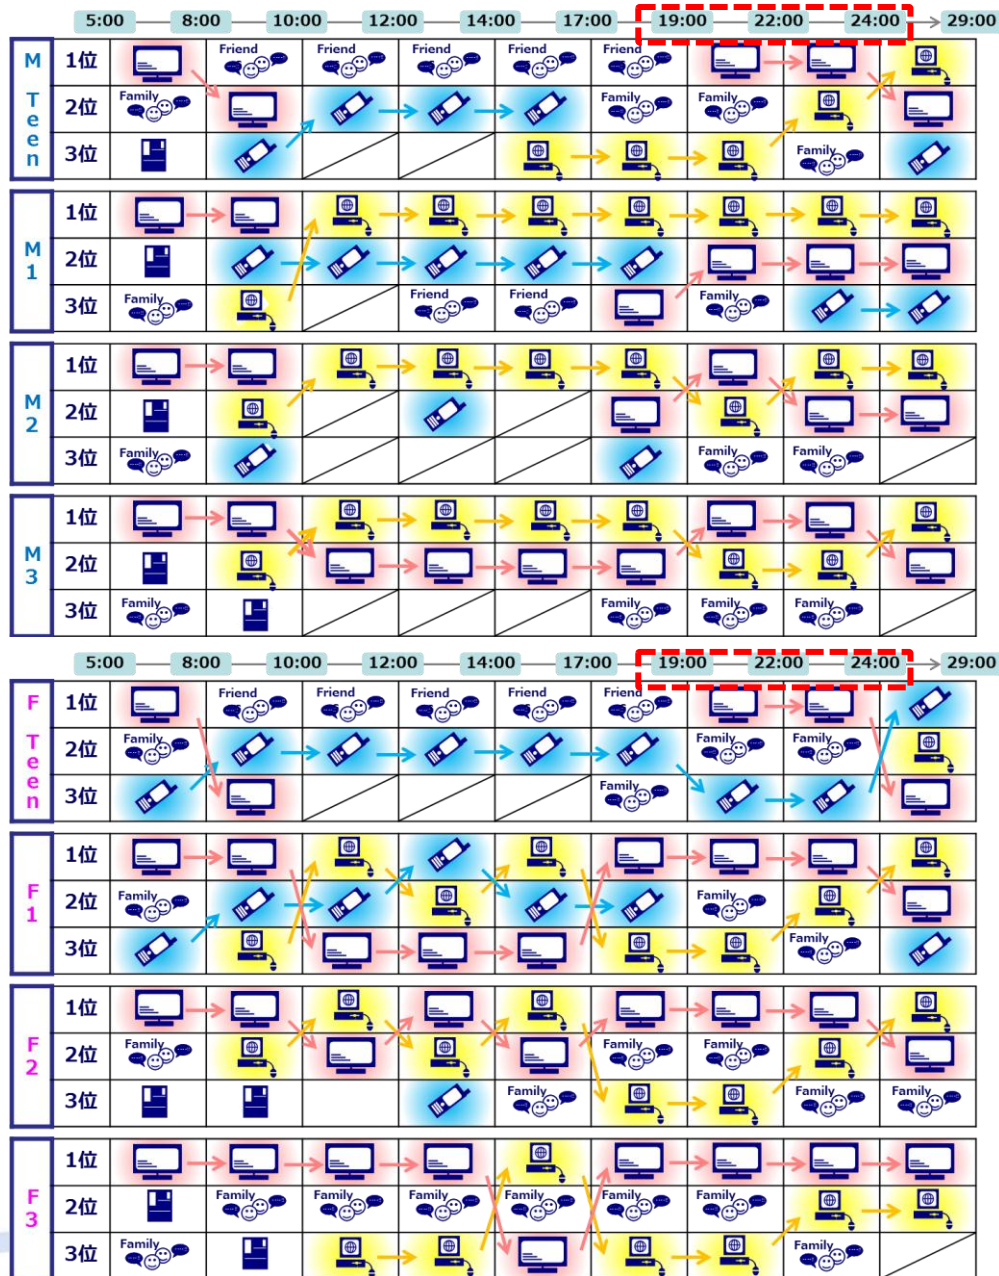 5:00 8:00 10:00 12:00 14:00 17:00 19:00 22:00 24:00 29:00
M Teen
1位 Friend Friend Friend Friend Friend
2位 Family Family Family
3位 Family
M1
1位
2位
3位 Family Friend Friend Family
M2
1位
2位
3位 Family Family Family
M3
1位
2位
3位 Family Family Family Family
5:00 8:00 10:00 12:00 14:00 17:00 19:00 22:00 24:00 29:00
F Teen
1位 Friend Friend Friend Friend Friend
2位 Family Family Family
3位 Family
F1
1位
2位 Family Family
3位 Family
F2
1位
2位 Family Family Family
3位 Family Family Family
F3
1位
2位 Family Family Family Family Family Family
3位 Family Family